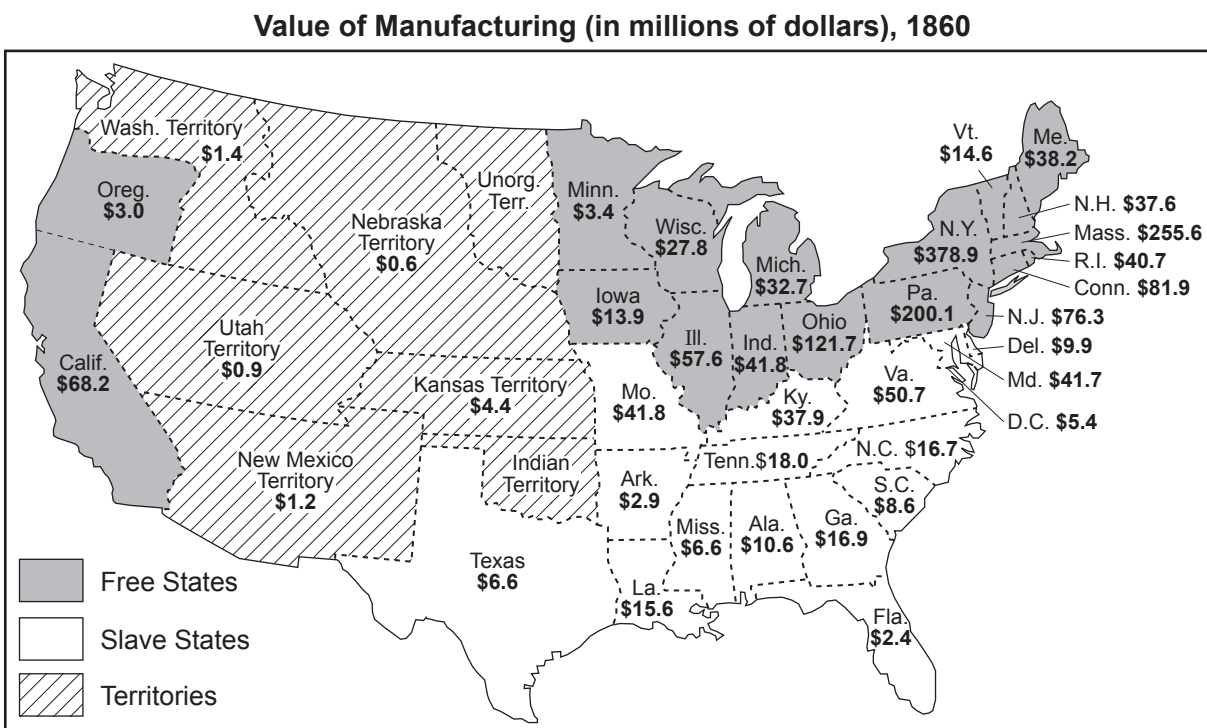 Value of Manufacturing (in millions of dollars), 1860
Wash. Territory
$1.4
Oreg.
$3.0
Calif.
$68.2
Utah
Territory
$0.9
New Mexico
Territory
$1.2
Nebraska
Territory
$0.6
Unorg.
Terr.
Kansas Territory
$4.4
Indian
Territory
Texas
$6.6
Minn.
$3.4
Iowa
$13.9
Mo.
$41.8
Ark.
$2.9
La.
$15.6
Wisc.
$27.8
Ill.
$57.6
Mich.
$32.7
Ind.
$41.8
Ohio
$121.7
Ky.
$37.9
Tenn.$18.0
Miss.
$6.6
Ala.
$10.6
Ga.
$16.9
Fla.
$2.4
S.C.
$8.6
N.C. $16.7
Va.
$50.7
Pa.
$200.1
N.Y.
$378.9
Vt.
$14.6
Me.
$38.2
N.H. $37.6
Mass. $255.6
R.I. $40.7
Conn. $81.9
N.J. $76.3
Del. $9.9
Md. $41.7
D.C. $5.4
Free States
Slave States
Territories